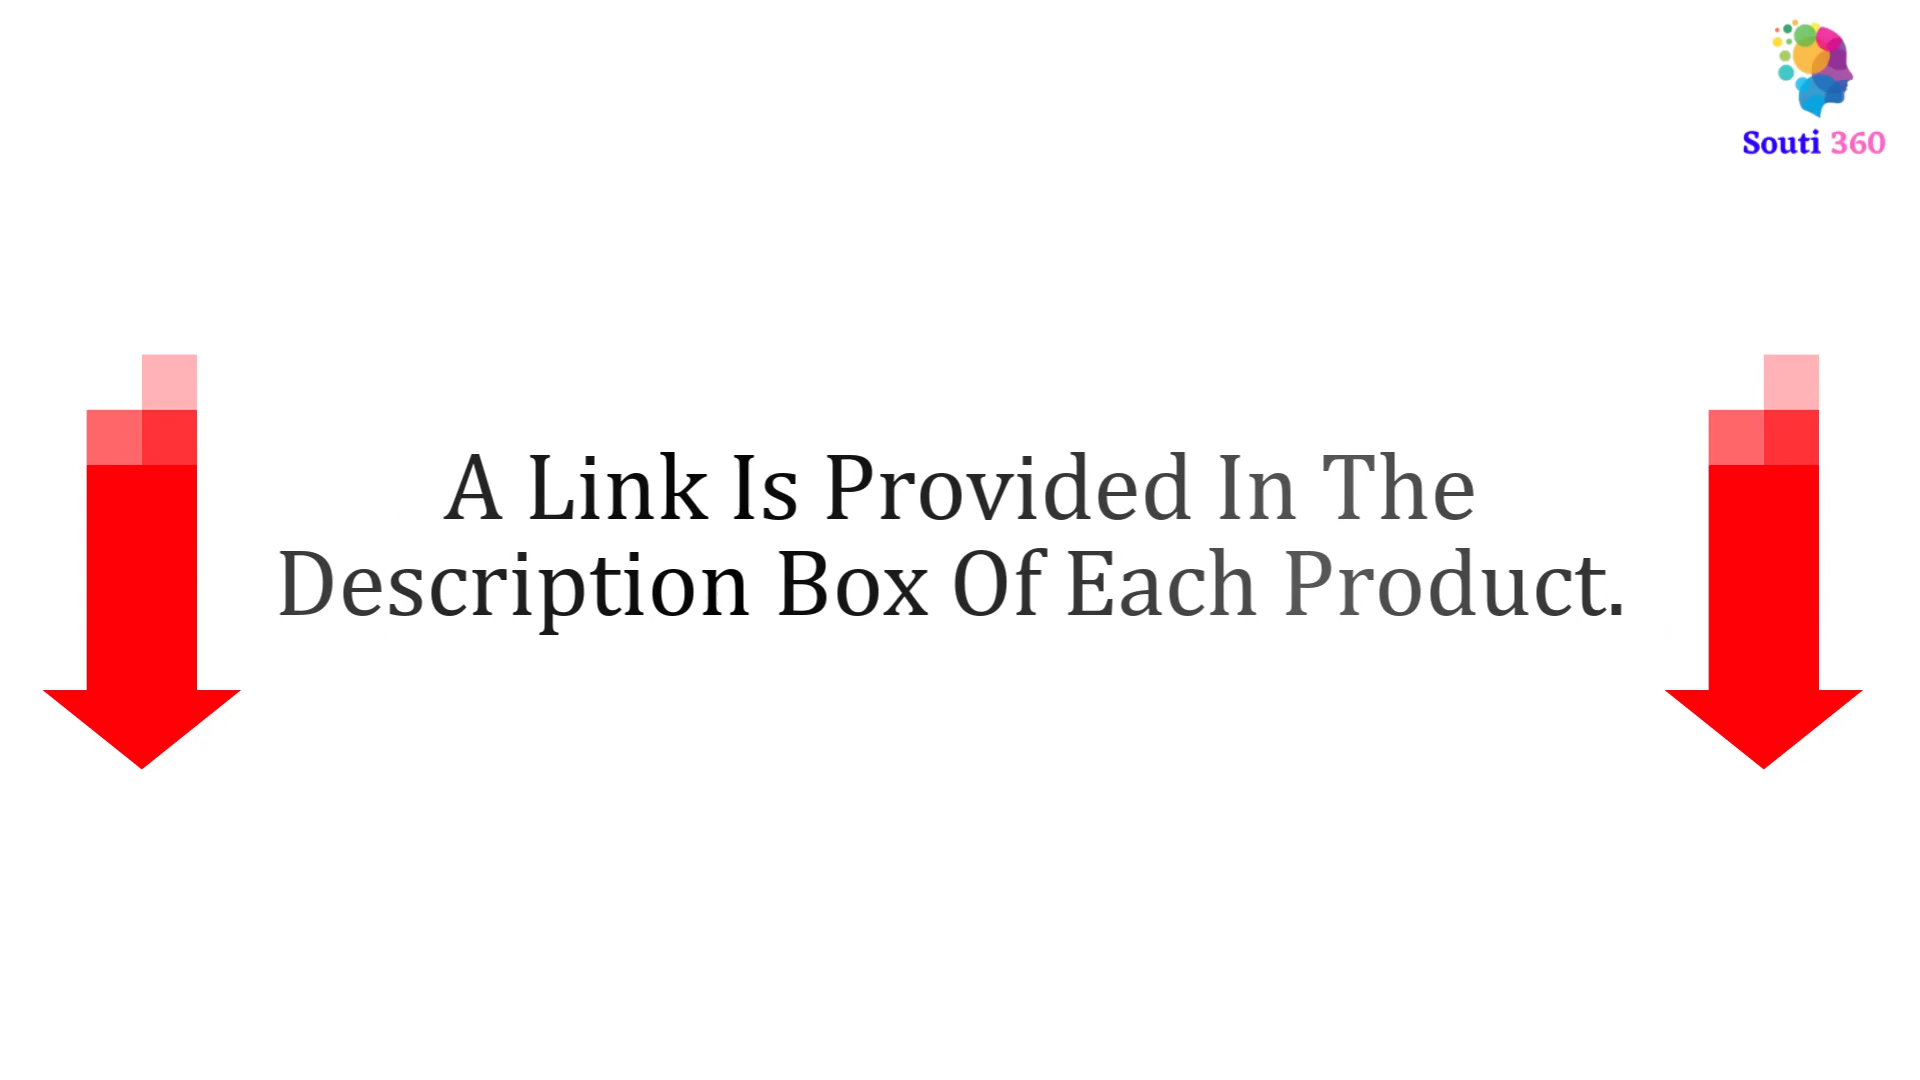 Souti 360
A Link Is Provided In The
Description Box Of Each Product.